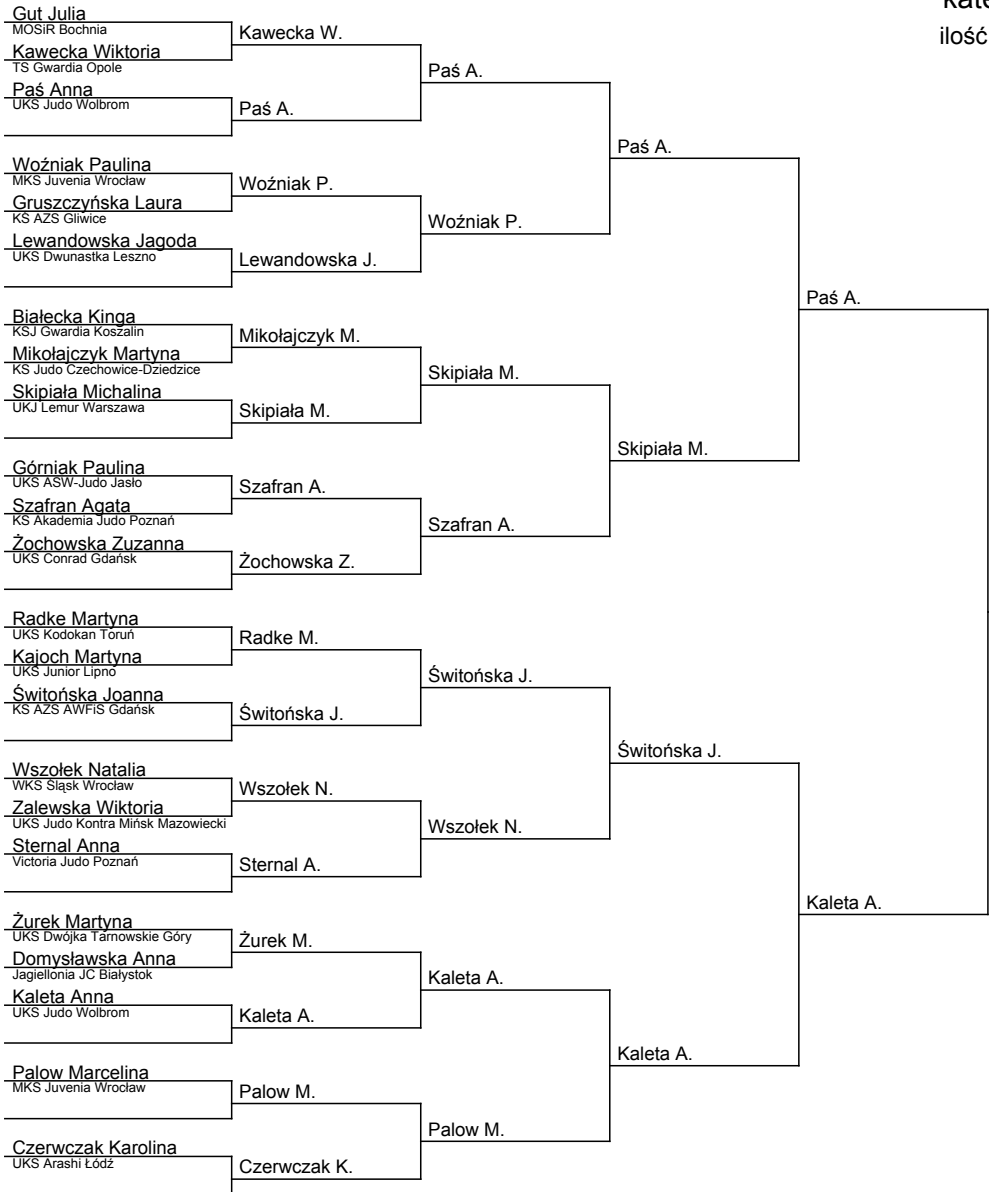 kate
ilość
Gut Julia
MOSiR Bochnia
Kawecka Wiktoria
TS Gwardia Opole
Paś Anna
UKS Judo Wolbrom
Woźniak Paulina
MKS Juvenia Wrocław
Gruszczyńska Laura
KS AZS Gliwice
Lewandowska Jagoda
UKS Dwunastka Leszno
Białecka Kinga
KSJ Gwardia Koszalin
Mikołajczyk Martyna
KS Judo Czechowice-Dziedzice
Skipiała Michalina
UKJ Lemur Warszawa
Górniak Paulina
UKS ASW-Judo Jasło
Szafran Agata
KS Akademia Judo Poznań
Żochowska Zuzanna
UKS Conrad Gdańsk
Radke Martyna
UKS Kodokan Toruń
Kajoch Martyna
UKS Junior Lipno
Świtońska Joanna
KS AZS AWFiS Gdańsk
Wszołek Natalia
WKS Śląsk Wrocław
Zalewska Wiktoria
UKS Judo Kontra Mińsk Mazowiecki
Sternal Anna
Victoria Judo Poznań
Żurek Martyna
UKS Dwójka Tarnowskie Góry
Domysławska Anna
Jagiellonia JC Białystok
Kaleta Anna
UKS Judo Wolbrom
Palow Marcelina
MKS Juvenia Wrocław
Czerwczak Karolina
UKS Arashi Łódź
Kawecka W.
Paś A.
Woźniak P.
Lewandowska J.
Mikołajczyk M.
Skipiała M.
Szafran A.
Żochowska Z.
Radke M.
Świtońska J.
Wszołek N.
Sternal A.
Żurek M.
Kaleta A.
Palow M.
Czerwczak K.
Paś A.
Woźniak P.
Skipiała M.
Szafran A.
Świtońska J.
Wszołek N.
Kaleta A.
Palow M.
Paś A.
Skipiała M.
Świtońska J.
Kaleta A.
Paś A.
Kaleta A.